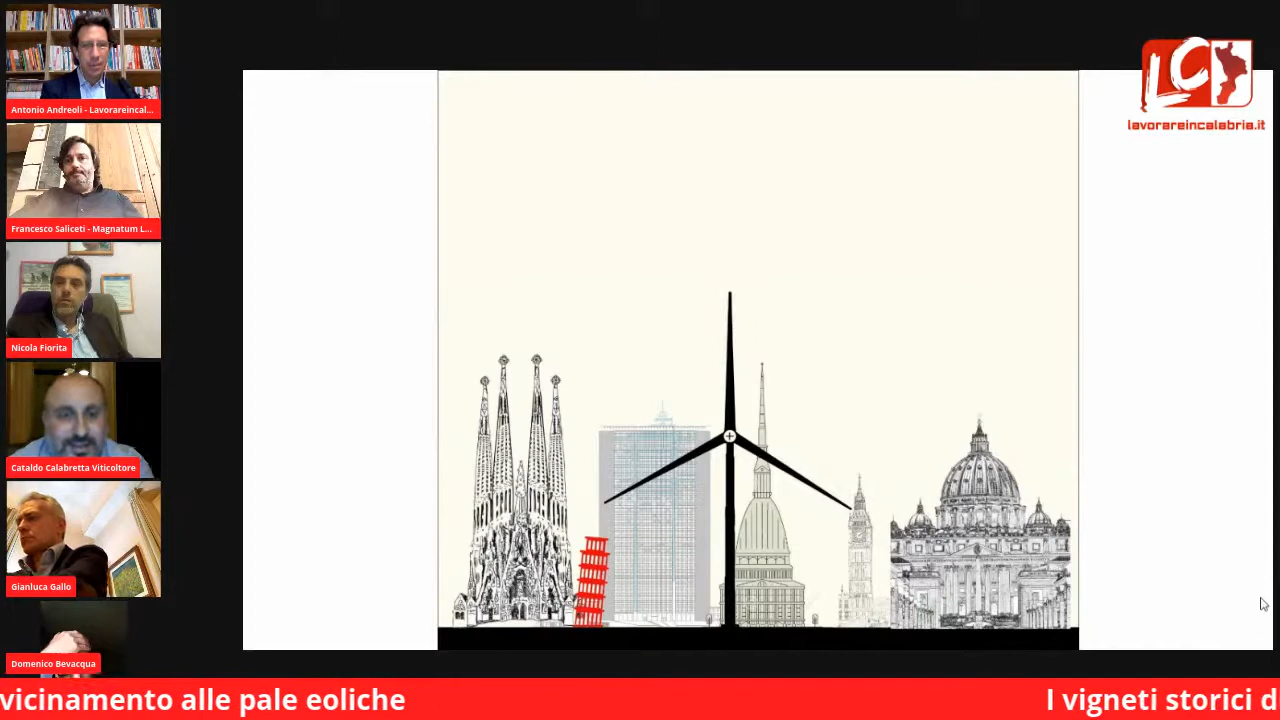 Antonio Andreoli - Lavorareincal...
Francesco Saliceti - Magnatum L...
Nicola Fiorita
Cataldo Calabretta Viticoltore
Gianluca Gallo
Domenico Bevacqua
LC
lavorareincalabria.it
vicinamento alle pale eoliche
I vigneti storici d